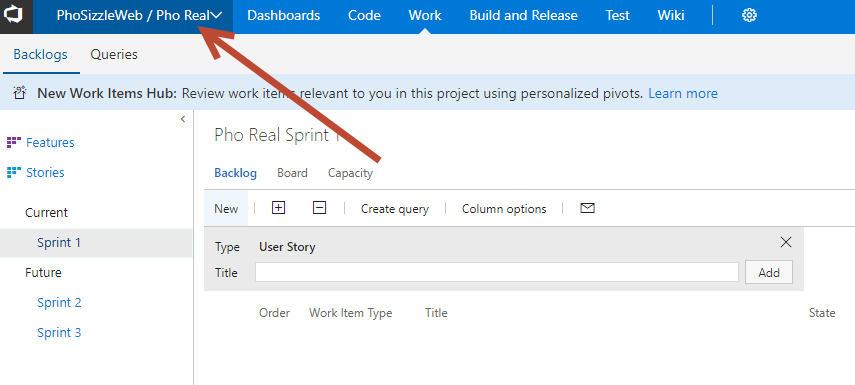 PhoSizzleWeb / Pho Real Dashboards Code Work Build and Release Test Wiki
Backlogs Queries
New Work Items Hub: Review work items relevant to you in this project using personalized pivots. Learn more
Features
Stories
Current
Sprint 1
Future
Sprint 2
Sprint 3
Pho Real Sprint 1
Backlog Board Capacity
New Create query Column options
Type User Story
Title Add
Order Work Item Type Title State